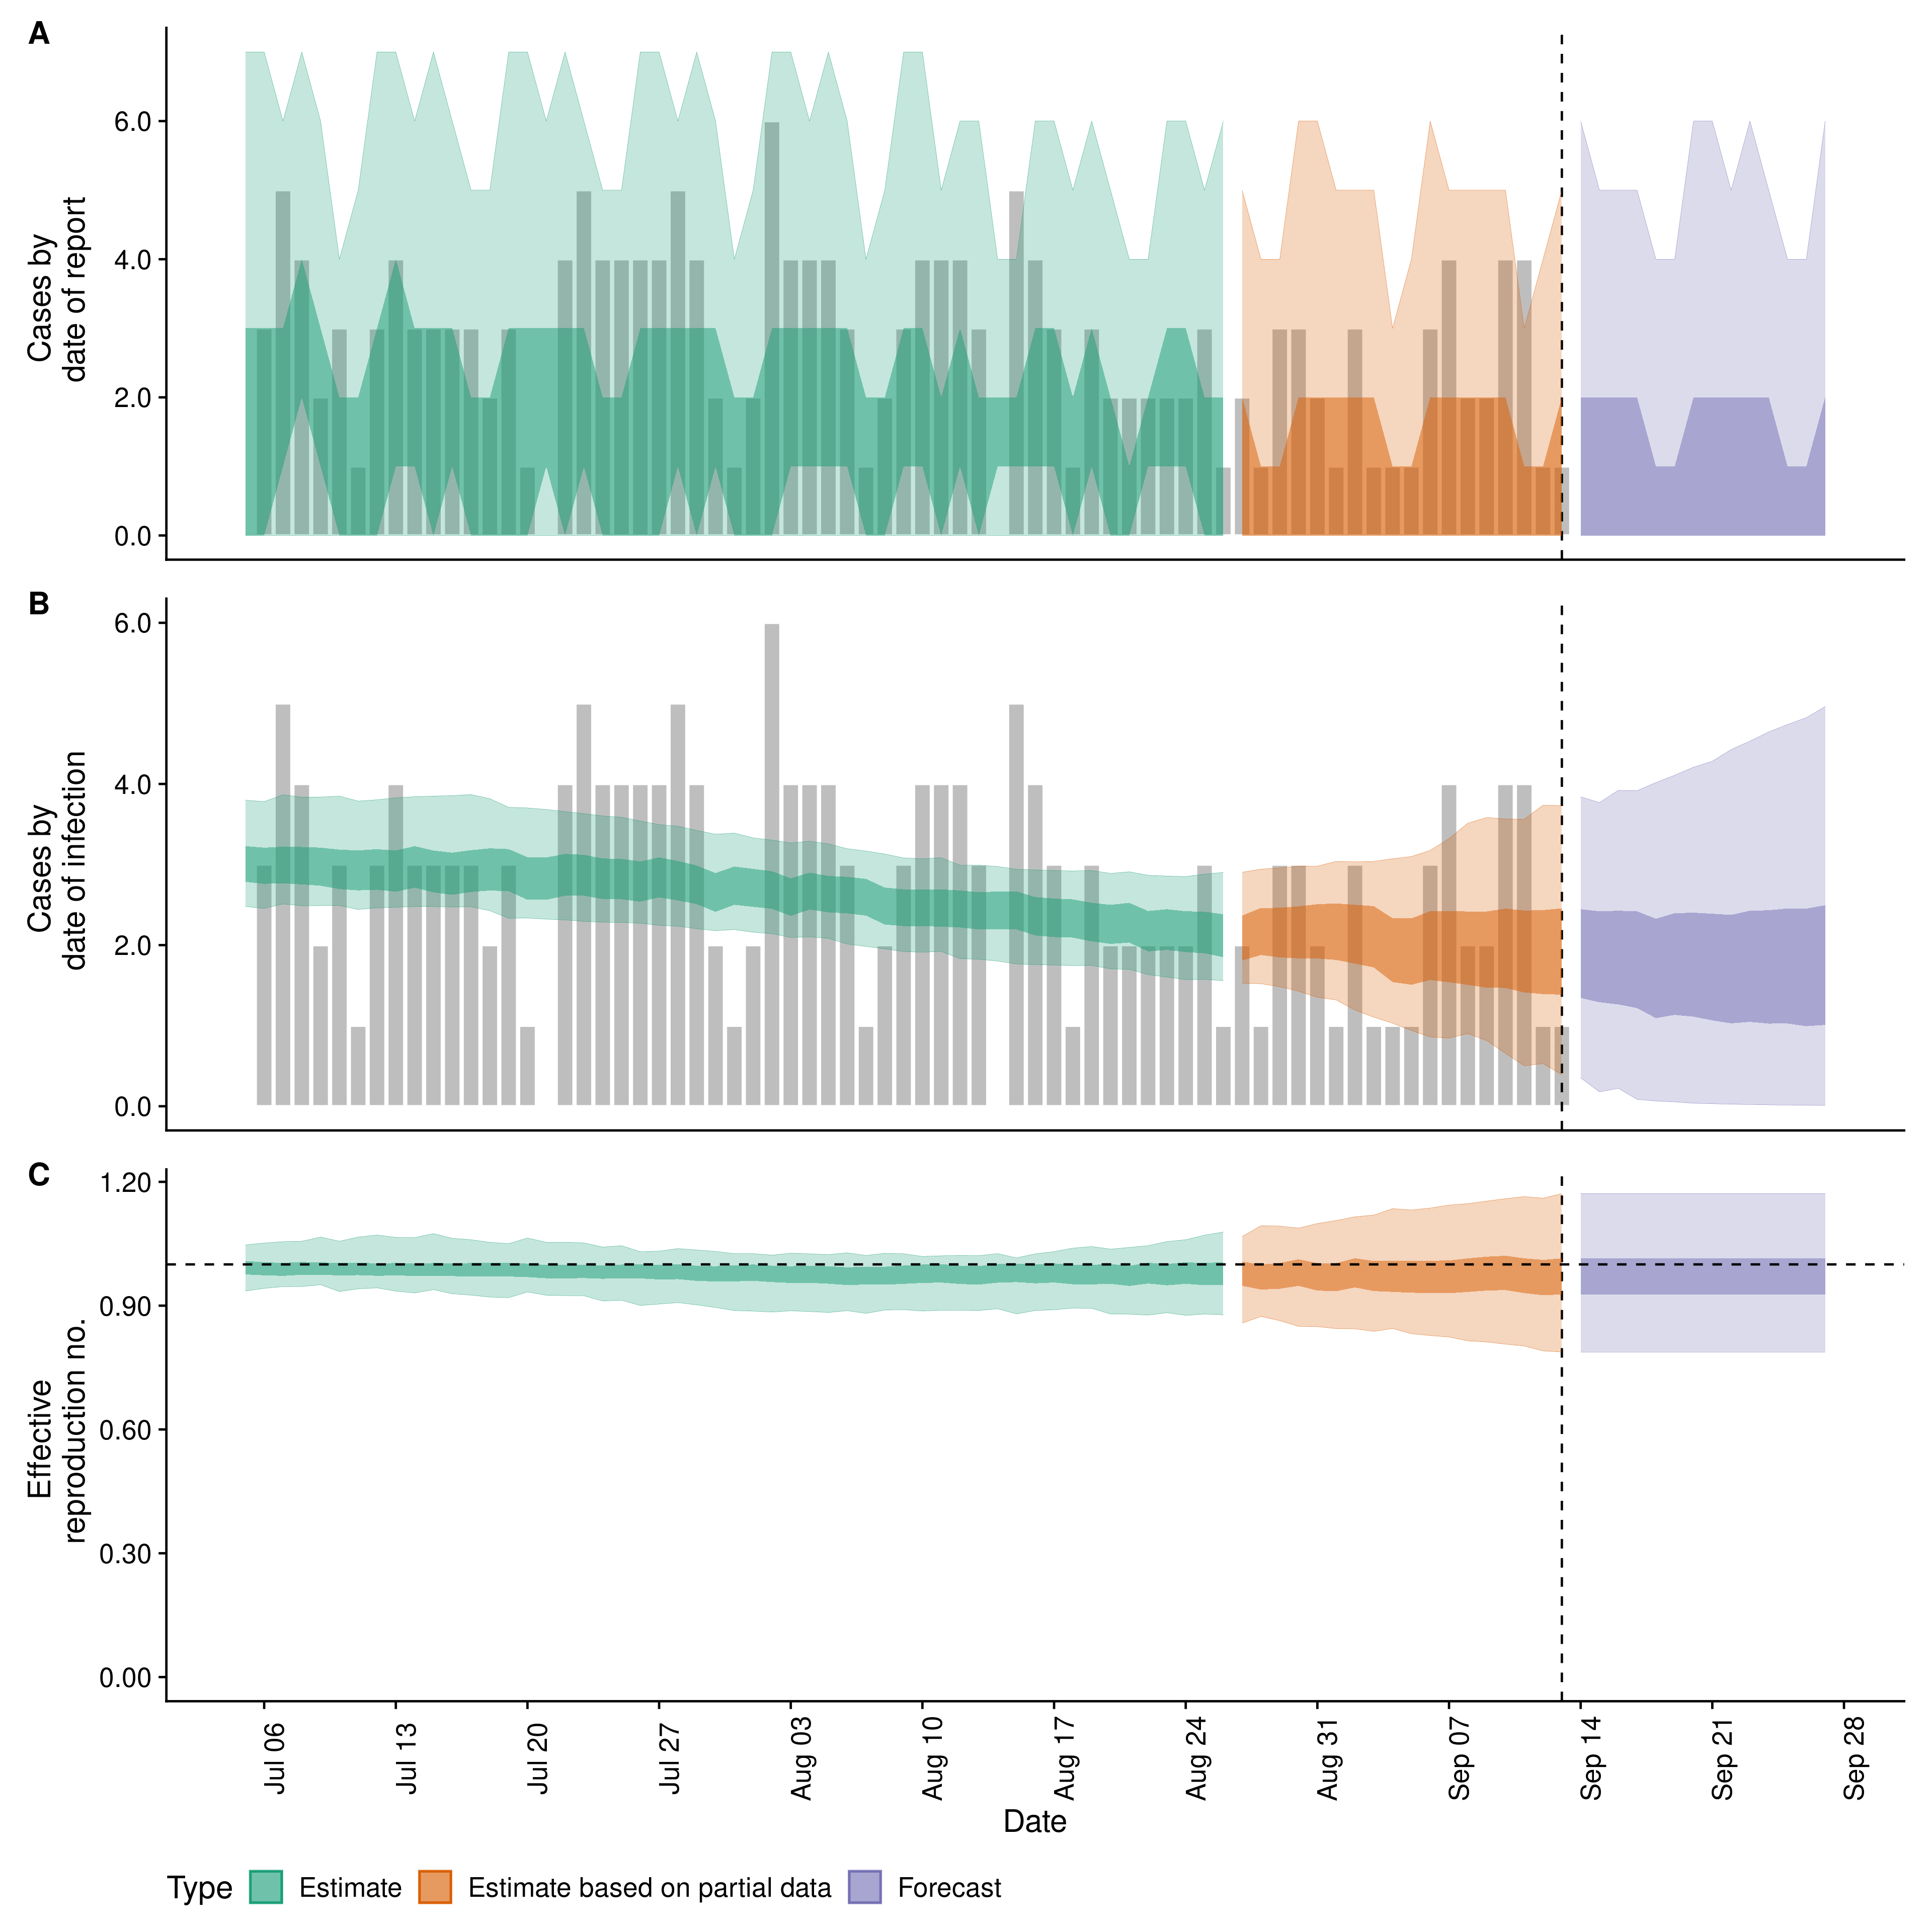 A
Cases by
date of report
6.0
4.0
2.0
0.0
B
Cases by
date of infection
6.0
4.0
2.0
0.0
C
Effective
reproduction no.
1.20
0.90
0.60
0.30
0.00
Jul 06
Jul 13
Jul 20
Jul 27
Aug 03
Aug 10
Aug 17
Aug 24
Aug 31
Sep 07
Sep 14
Sep 21
Sep 28
Date
Type Estimate Estimate based on partial data Forecast